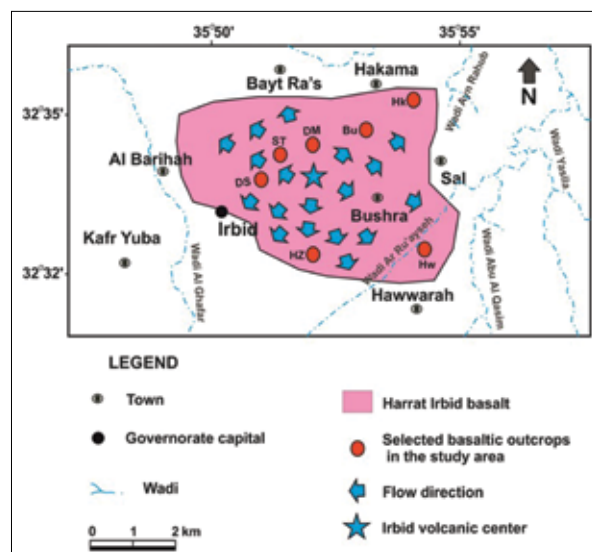 35°50'
35°55'
Hakama
Bayt Ra's
N
Wadi Ayn Rahub
Hk
32°35'
Bu
DM
ST
Wadi Yasila
Al Barihah
Sal
DS
Bushra
Irbid
Kafr Yuba
Wadi Al Ghafar
Wadi Ar Ru'aysh
HZ
Hw
32°32'
Wadi Abu Al Qasim
Hawwarah
LEGEND
Town
Harrat Irbid basalt
Governorate capital
Selected basaltic outcrops
in the study area
Wadi
Flow direction
0 1 2 km
Irbid volcanic center